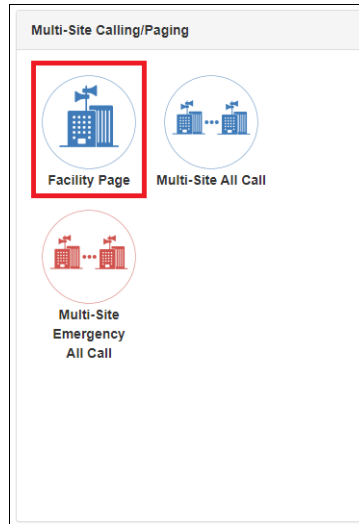 Multi-Site Calling/Paging
Facility Page
Multi-Site All Call
Multi-Site
Emergency
All Call